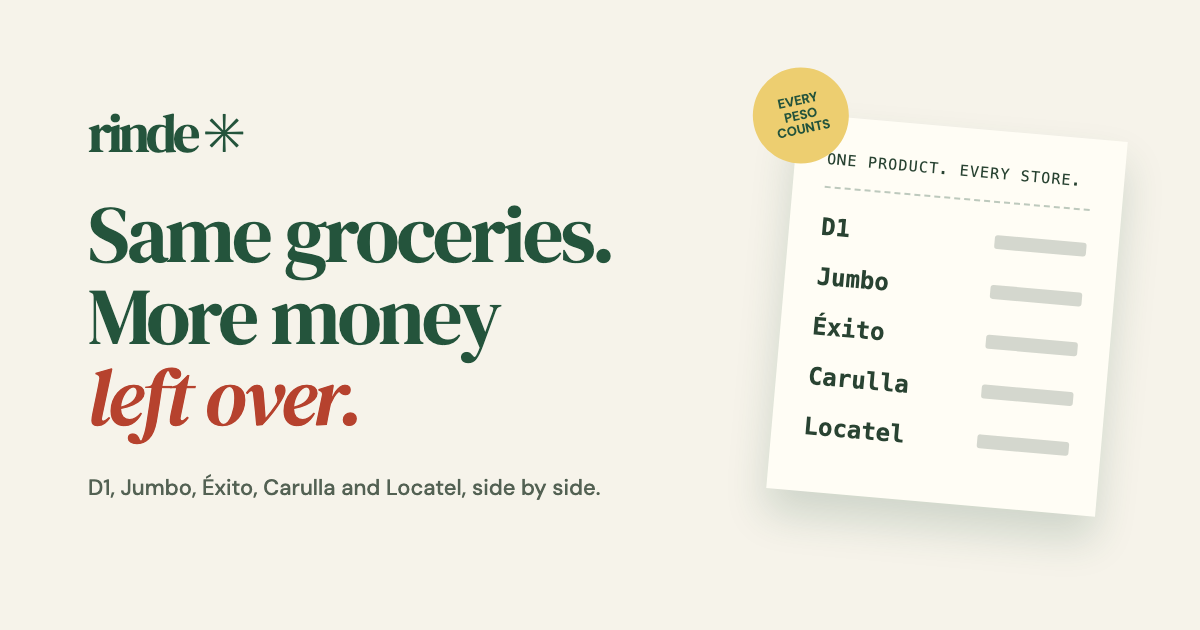 rinde
Same groceries.
More money
left over.
D1, Jumbo, Éxito, Carulla and Locatel, side by side.
EVERY
PESO
COUNTS
ONE PRODUCT. EVERY STORE.
D1
Jumbo
Éxito
Carulla
Locatel